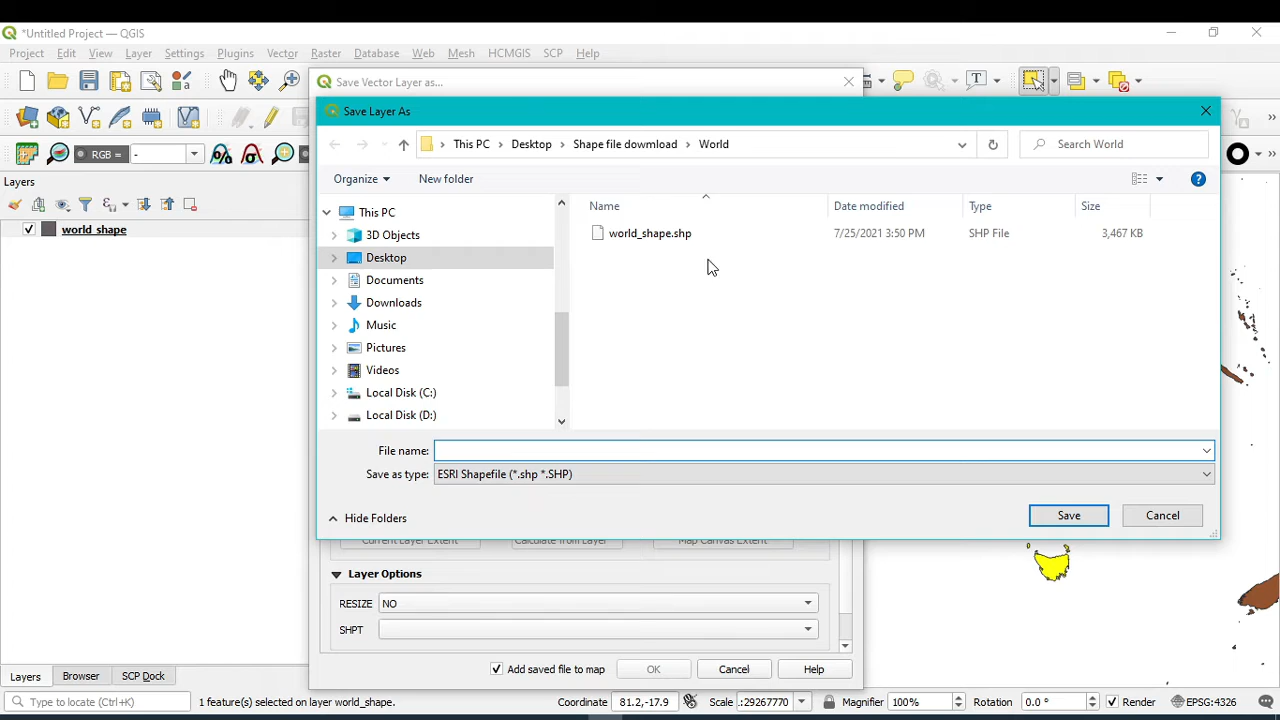 *Untitled Project — QGIS
Project Edit View Layer Settings Plugins Vector Raster Database Web Mesh HCMGIS SCP Help
Save Vector Layer as...
T
Save Layer As
This PC Desktop Shape file dowmload World Search World
RGB = -
Organize New folder
Layers
Name Date modified Type Size
This PC
world_shape.shp 7/25/2021 3:50 PM SHP File 3,467 KB
world_shape
3D Objects
Desktop
Documents
Downloads
Music
Pictures
Videos
Local Disk (C:)
Local Disk (D:)
File name:
Save as type: ESRI Shapefile (*.shp *.SHP)
Hide Folders Save Cancel
Current Layer Extent Calculate from Layer Map Canvas Extent
Layer Options
RESIZE NO
SHPT
Add saved file to map OK Cancel Help
Layers Browser SCP Dock
Type to locate (Ctrl+K) 1 feature(s) selected on layer world_shape. Coordinate 81.2,-17.9 Scale :29267770 Magnifier 100% Rotation 0.0 ° Render EPSG:4326